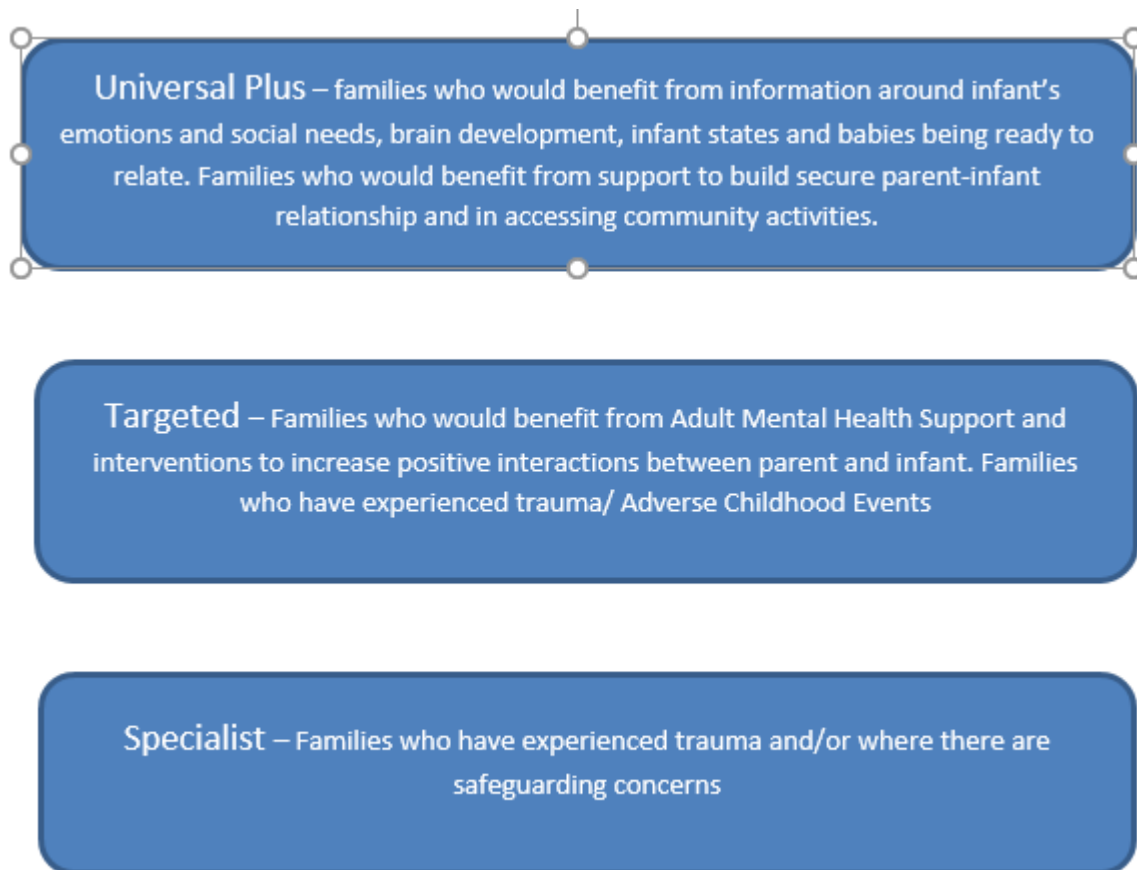 Universal Plus – families who would benefit from information around infant’s
emotions and social needs, brain development, infant states and babies being ready to
relate. Families who would benefit from support to build secure parent-infant
relationship and in accessing community activities.
Targeted – Families who would benefit from Adult Mental Health Support and
interventions to increase positive interactions between parent and infant. Families
who have experienced trauma/ Adverse Childhood Events
Specialist – Families who have experienced trauma and/or where there are
safeguarding concerns